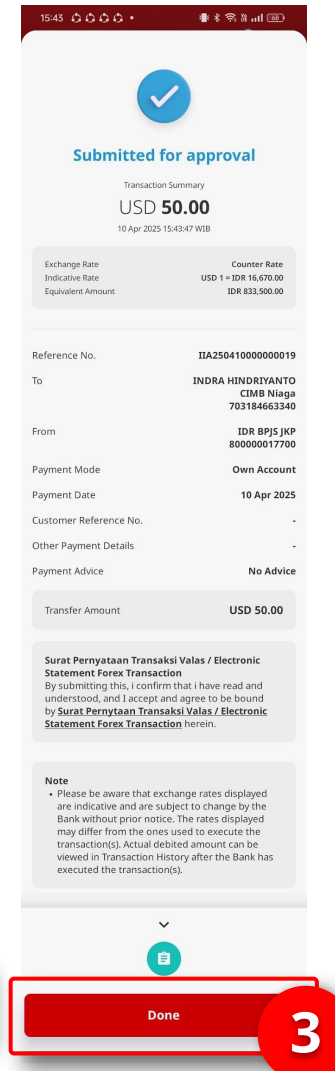 15:43
68
Submitted for approval
Transaction Summary
USD 50.00
10 Apr 2025 15:43:47 WIB
Exchange Rate Counter Rate
Indicative Rate USD 1 = IDR 16,670.00
Equivalent Amount IDR 833,500.00
Reference No. IIA250410000000019
To INDRA HINDRIYANTO
CIMB Niaga
703184663340
From IDR BPJS JKP
800000017700
Payment Mode Own Account
Payment Date 10 Apr 2025
Customer Reference No. -
Other Payment Details -
Payment Advice No Advice
Transfer Amount USD 50.00
Surat Pernyataan Transaksi Valas / Electronic
Statement Forex Transaction
By submitting this, i confirm that i have read and
understood, and I accept and agree to be bound
by Surat Pernytaan Transaksi Valas / Electronic
Statement Forex Transaction herein.
Note
• Please be aware that exchange rates displayed
are indicative and are subject to change by the
Bank without prior notice. The rates displayed
may differ from the ones used to execute the
transaction(s). Actual debited amount can be
viewed in Transaction History after the Bank has
executed the transaction(s).
Done
3